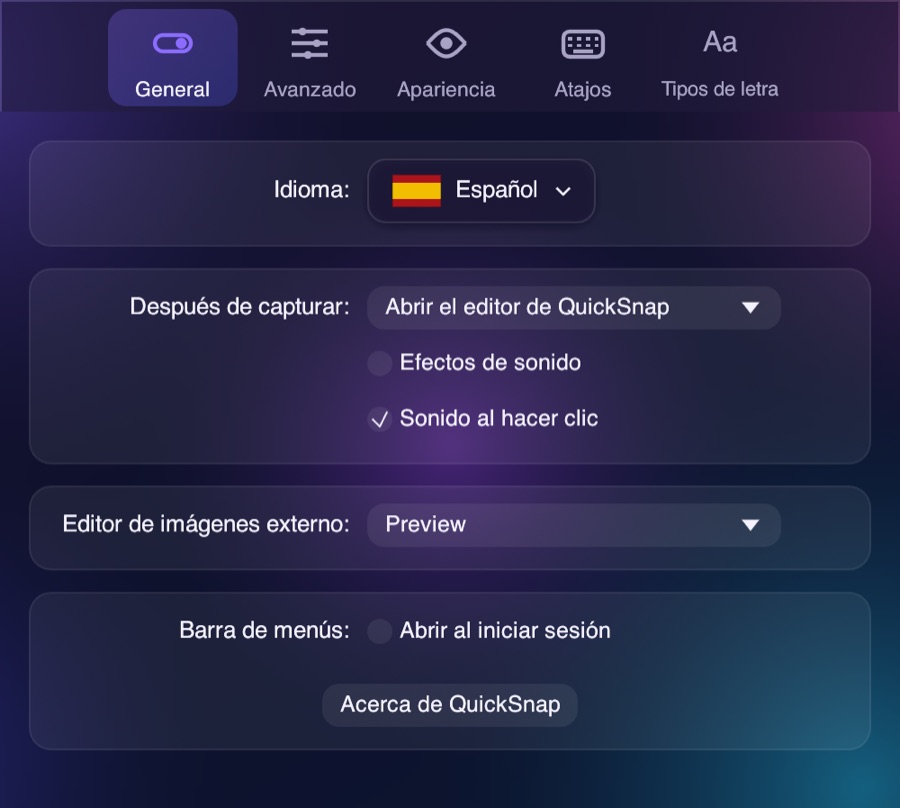 General
Avanzado
Apariencia
Atajos
Aa
Tipos de letra
Idioma:
Español
Después de capturar:
Abrir el editor de QuickSnap
Efectos de sonido
Sonido al hacer clic
Editor de imágenes externo:
Preview
Barra de menús:
Abrir al iniciar sesión
Acerca de QuickSnap